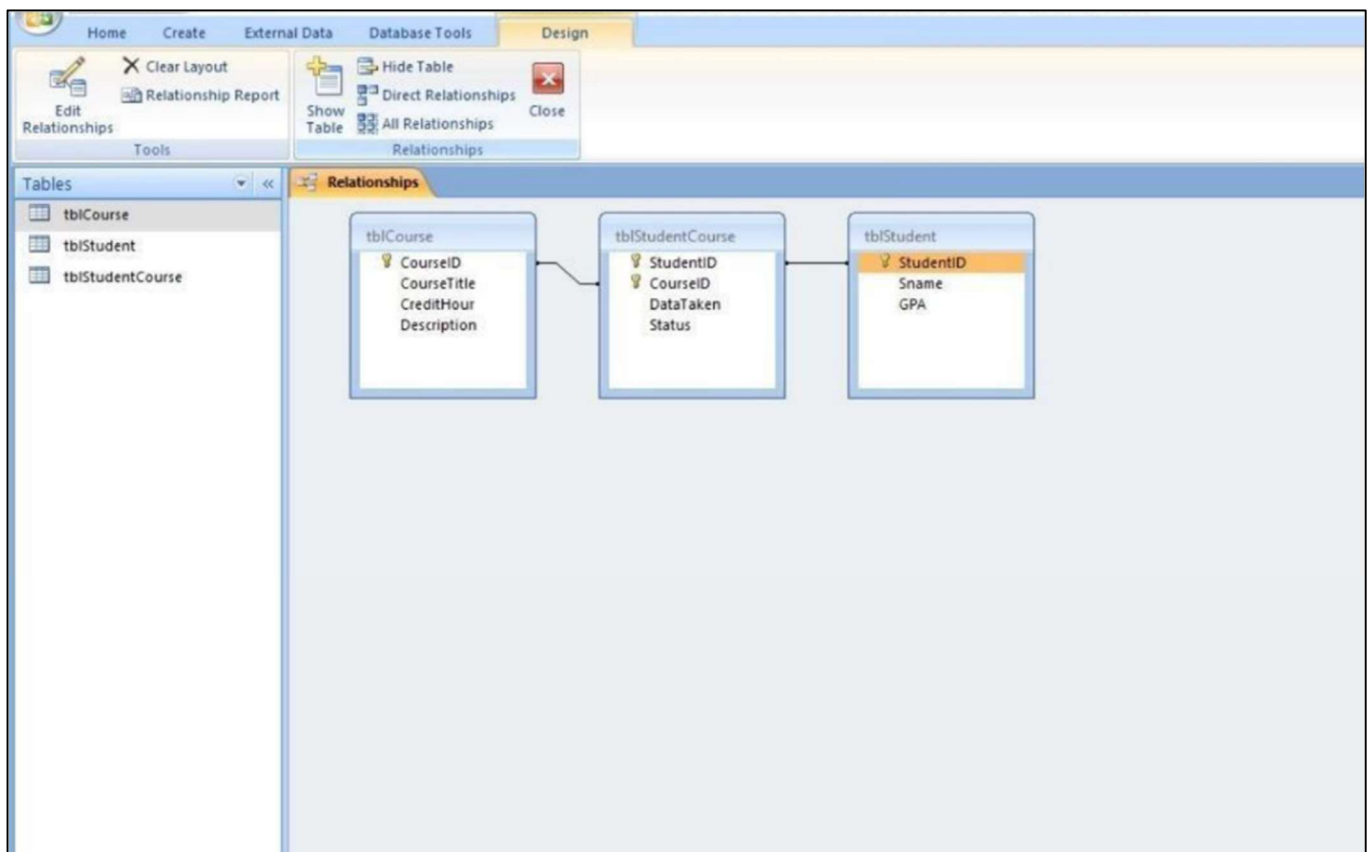 Home Create External Data Database Tools Design
Clear Layout
Relationship Report
Edit
Relationships
Tools
Hide Table
Direct Relationships
All Relationships
Show
Table
Close
Relationships
Tables
tblCourse
tblStudent
tblStudentCourse
Relationships
tblCourse
CourseID
CourseTitle
CreditHour
Description
tblStudentCourse
StudentID
CourseID
DataTaken
Status
tblStudent
StudentID
Sname
GPA